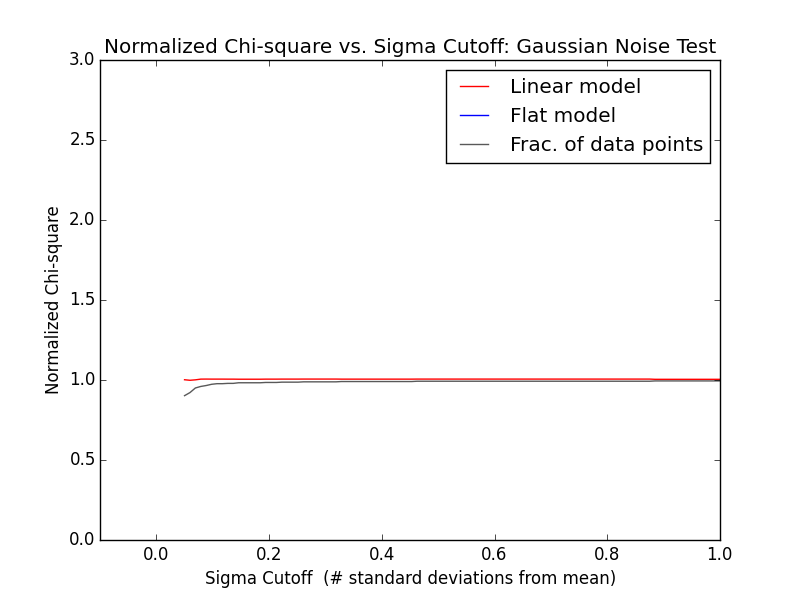 Normalized Chi-square vs. Sigma Cutoff: Gaussian Noise Test
Linear model
Flat model
Frac. of data points
Normalized Chi-square
3.0
2.5
2.0
1.5
1.0
0.5
0.0
0.0 0.2 0.4 0.6 0.8 1.0
Sigma Cutoff  (# standard deviations from mean)